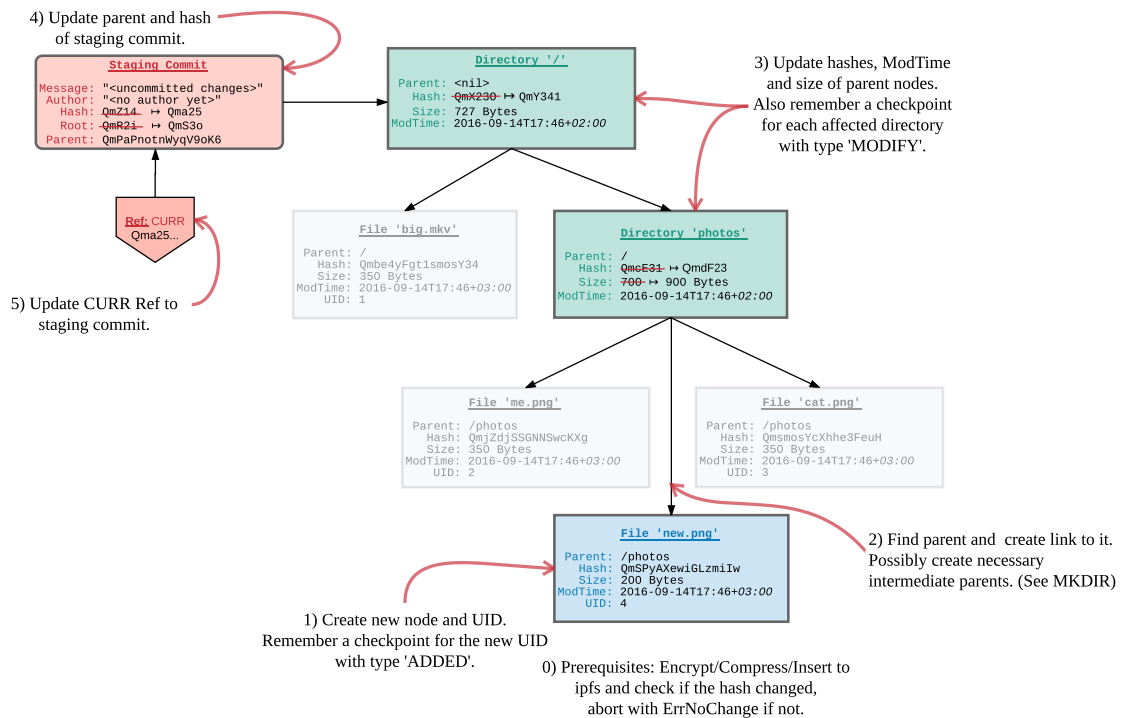 4) Update parent and hash
of staging commit.
Staging Commit
Message: "<uncommitted changes>"
Author: "<no author yet>"
Hash: QmZ14 ↦ Qma25
Root: QmR2i ↦ QmS3o
Parent: QmPaPnotnWyqV9oK6
Ref: CURR
Qma25...
5) Update CURR Ref to
staging commit.
Directory '/'
Parent: <nil>
Hash: QmX230 ↦ QmY341
Size: 727 Bytes
ModTime: 2016-09-14T17:46+02:00
3) Update hashes, ModTime
and size of parent nodes.
Also remember a checkpoint
for each affected directory
with type 'MODIFY'.
File 'big.mkv'
Parent: /
Hash: Qmbe4yFgt1smosY34
Size: 350 Bytes
ModTime: 2016-09-14T17:46+03:00
UID: 1
Directory 'photos'
Parent: /
Hash: QmcE31 ↦ QmdF23
Size: 700 ↦ 900 Bytes
ModTime: 2016-09-14T17:46+02:00
File 'me.png'
Parent: /photos
Hash: QmjZdjSSGNNSwcKXg
Size: 350 Bytes
ModTime: 2016-09-14T17:46+03:00
UID: 2
File 'cat.png'
Parent: /photos
Hash: QmsmosYcXhhe3FeuH
Size: 350 Bytes
ModTime: 2016-09-14T17:46+03:00
UID: 3
File 'new.png'
Parent: /photos
Hash: QmSPyAXewiGLzmiIw
Size: 200 Bytes
ModTime: 2016-09-14T17:46+03:00
UID: 4
2) Find parent and create link to it.
Possibly create necessary
intermediate parents. (See MKDIR)
1) Create new node and UID.
Remember a checkpoint for the new UID
with type 'ADDED'.
0) Prerequisites: Encrypt/Compress/Insert to
ipfs and check if the hash changed,
abort with ErrNoChange if not.